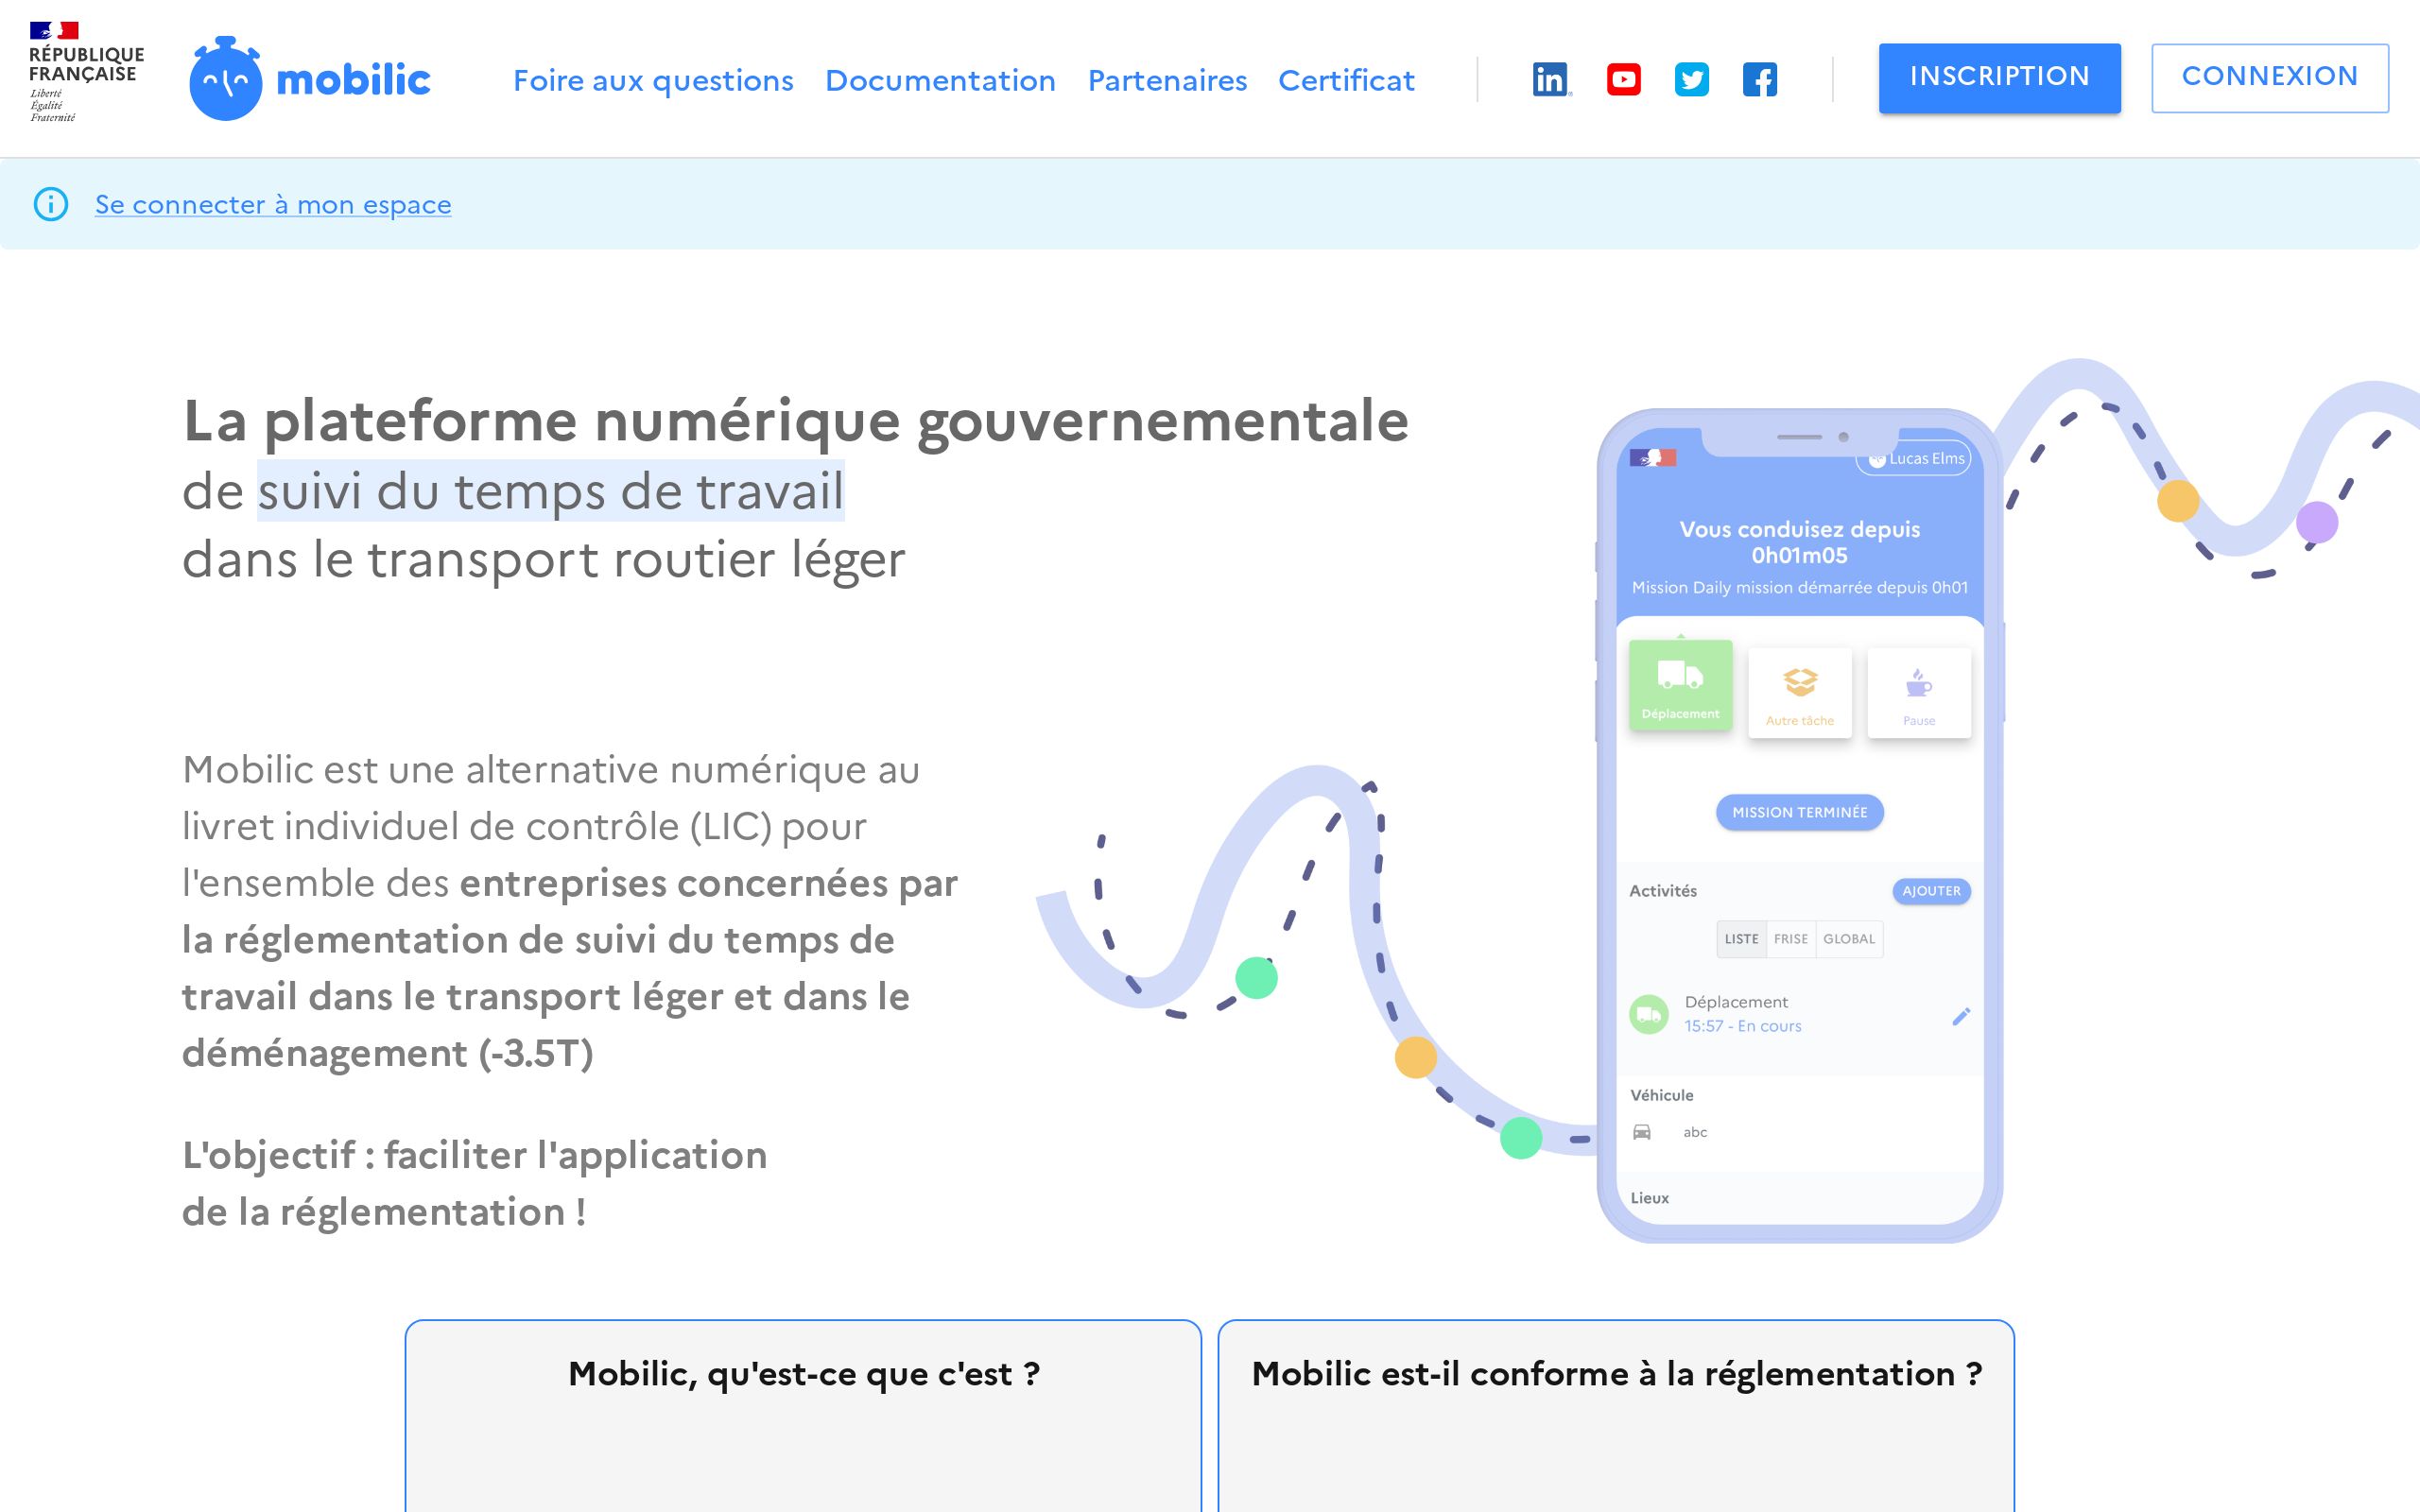 RÉPUBLIQUE
FRANÇAISE
Liberté
Égalité
Fraternité
mobilic
Foire aux questions
Documentation
Partenaires
Certificat
INSCRIPTION
CONNEXION
Se connecter à mon espace
La plateforme numérique gouvernementale
de suivi du temps de travail
dans le transport routier léger
Mobilic est une alternative numérique au
livret individuel de contrôle (LIC) pour
l'ensemble des entreprises concernées par
la réglementation de suivi du temps de
travail dans le transport léger et dans le
déménagement (-3.5T)
L'objectif : faciliter l'application
de la réglementation !
Lucas Elms
Vous conduisez depuis
0h01m05
Mission Daily mission démarrée depuis 0h01
Déplacement
Autre tâche
Pause
MISSION TERMINÉE
Activités
AJOUTER
LISTE FRISE GLOBAL
Déplacement
15:57 - En cours
Véhicule
abc
Lieux
Mobilic, qu'est-ce que c'est ?
Mobilic est-il conforme à la réglementation ?